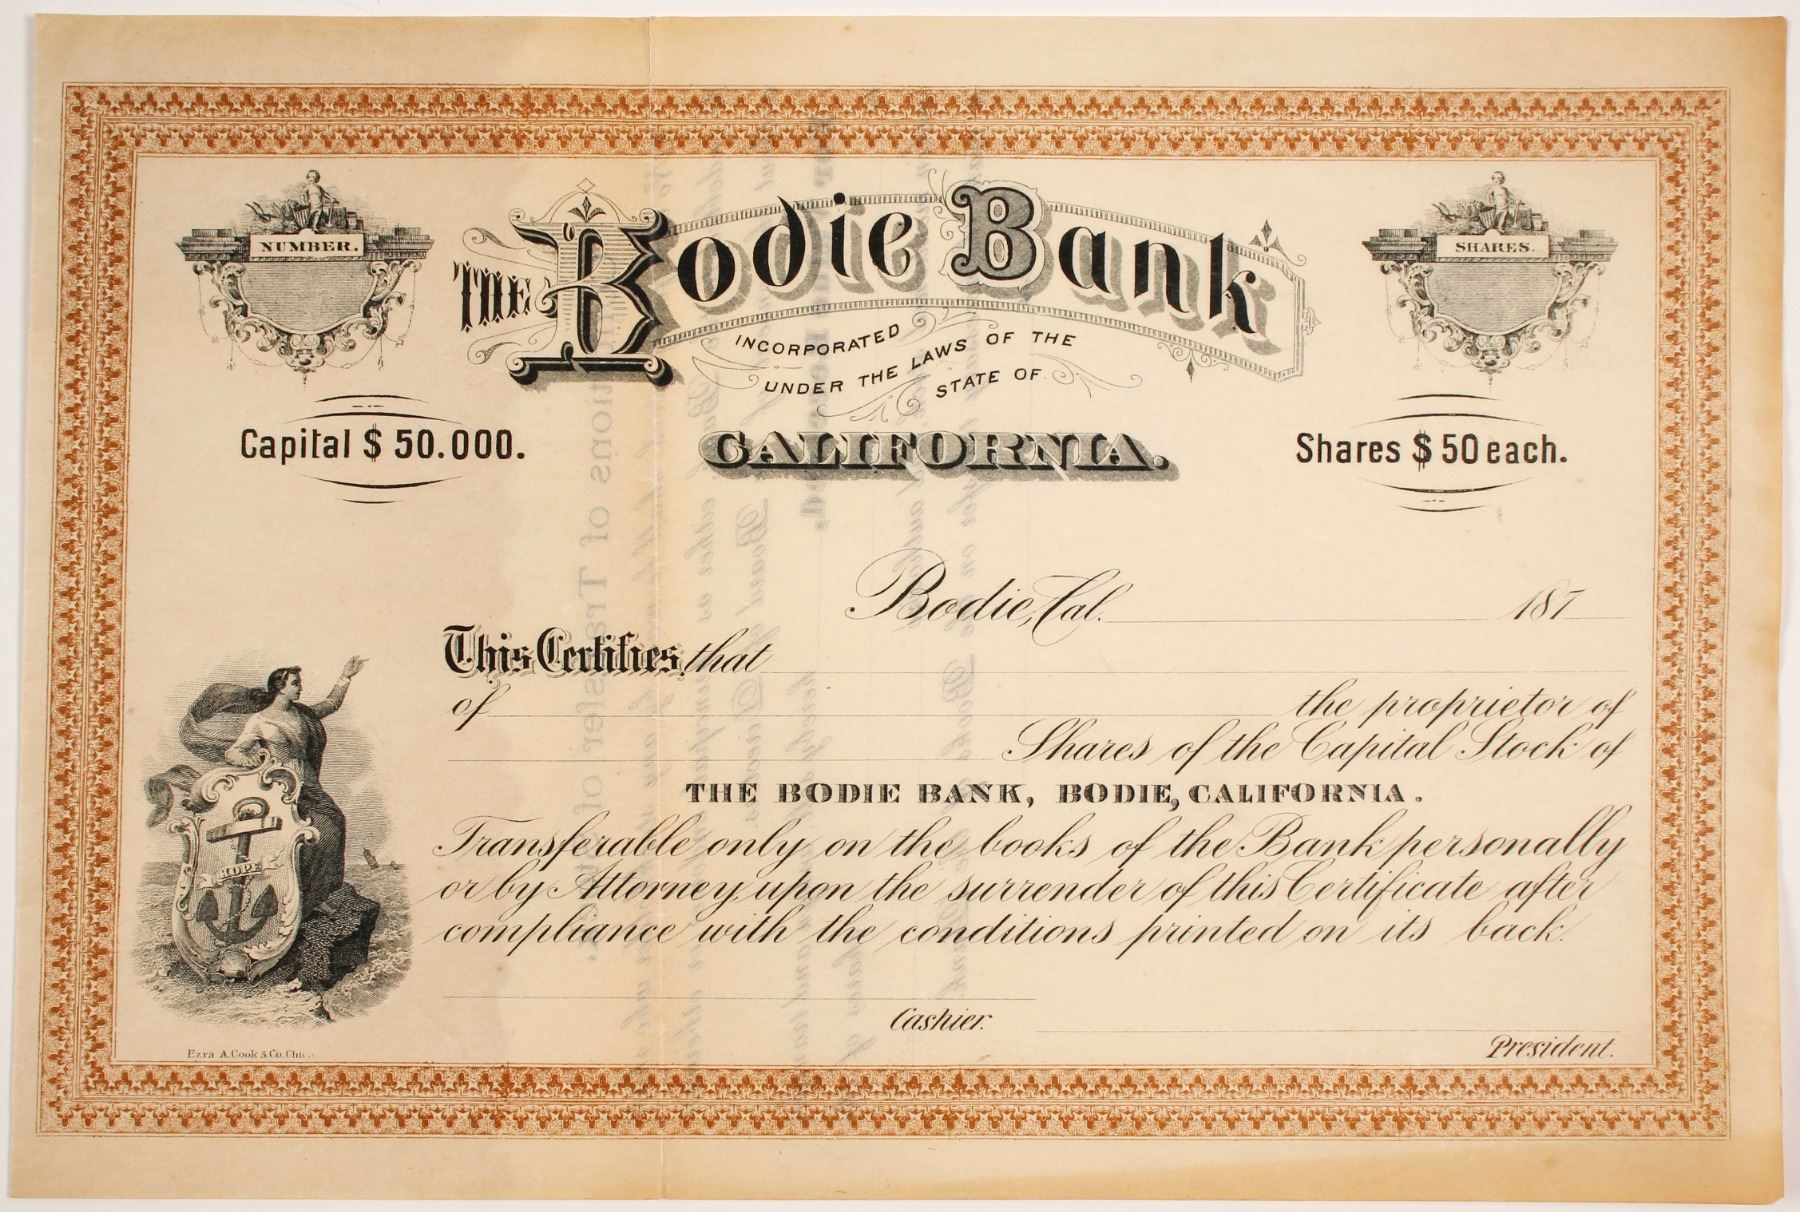 NUMBER.
SHARES.
THE Bodie Bank
INCORPORATED
UNDER THE LAWS OF THE
STATE OF
CALIFORNIA.
Capital $ 50.000.
Shares $ 50 each.
Bodie, Cal. 187
This Certifies, that
of the proprietor of
Shares of the Capital Stock of
THE BODIE BANK, BODIE, CALIFORNIA.
Transferable only on the books of the Bank personally
or by Attorney upon the surrender of this Certificate after
compliance with the conditions printed on its back.
HOPE
Cashier.
President.
Ezra A. Cook & Co.